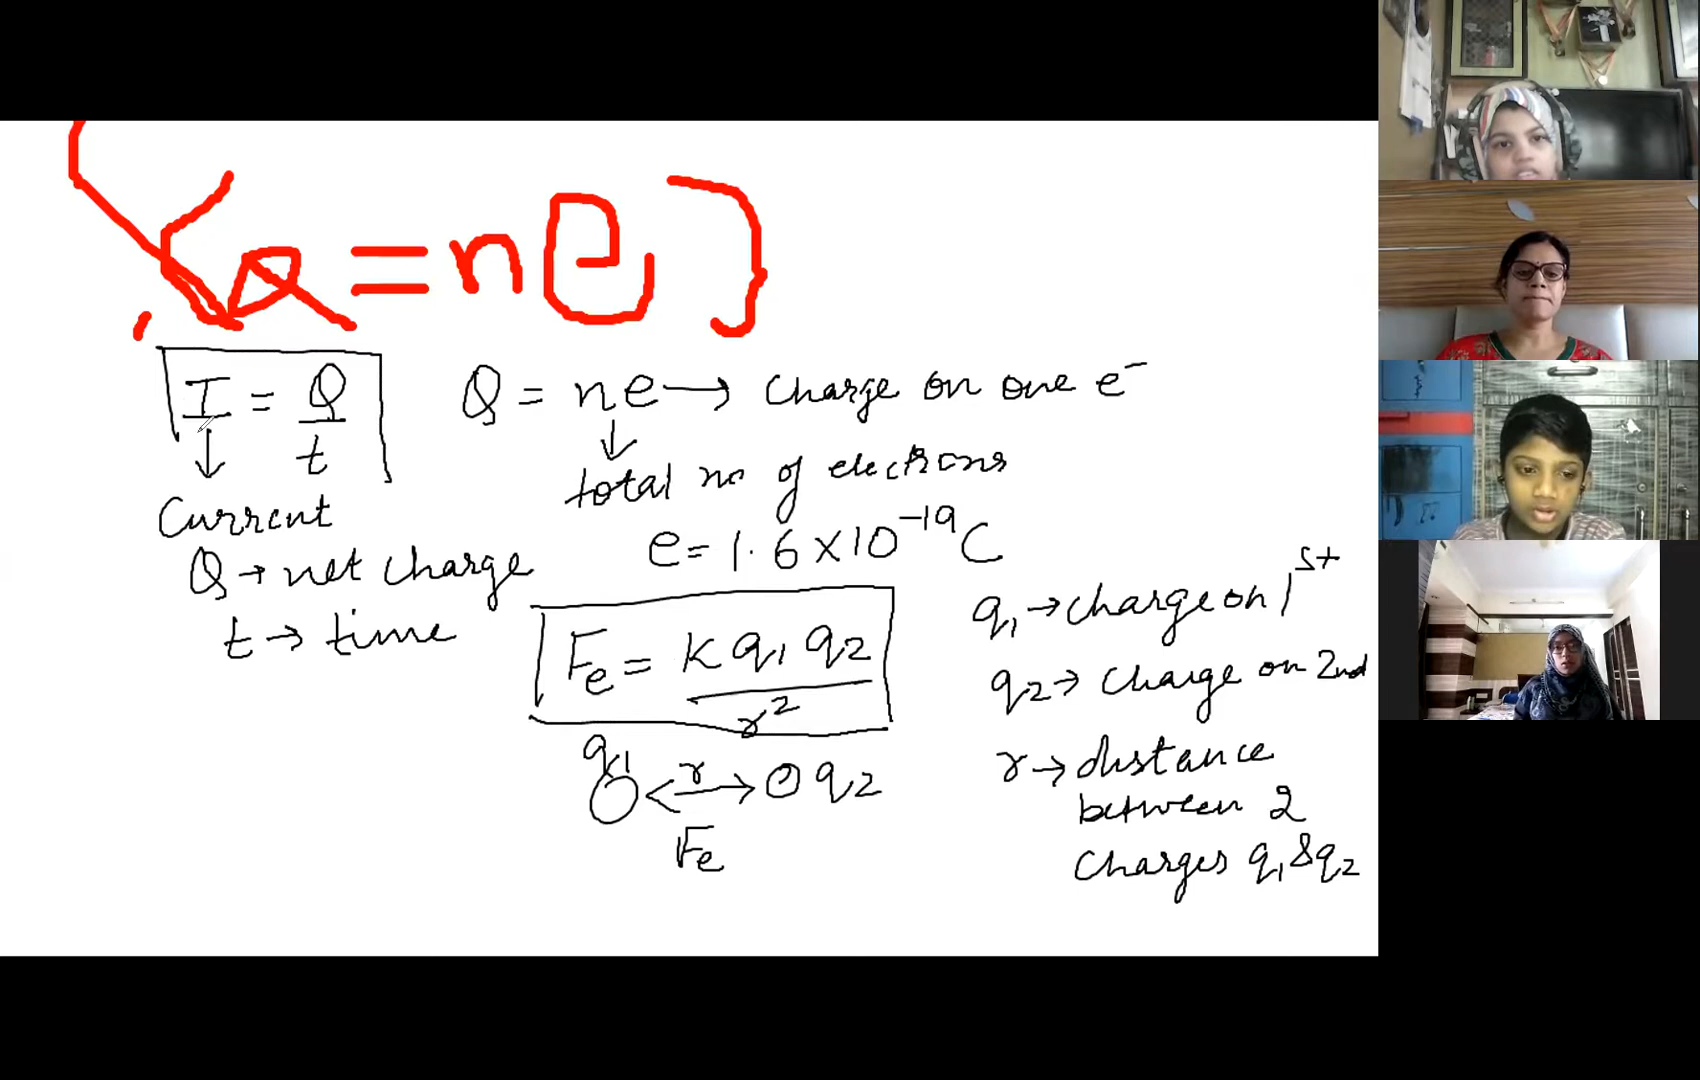 Q = ne
I = Q/t
Q = ne → Charge on one e⁻
↓
total no of electrons
↓
Current
e = 1.6 × 10⁻¹⁹ C
Q → net charge
t → time
Fe = K q₁ q₂ / r²
q₁ → charge on 1st
q₂ → Charge on 2nd
r → distance
between 2
Charges q₁ & q₂
q₁
r
q₂
Fe